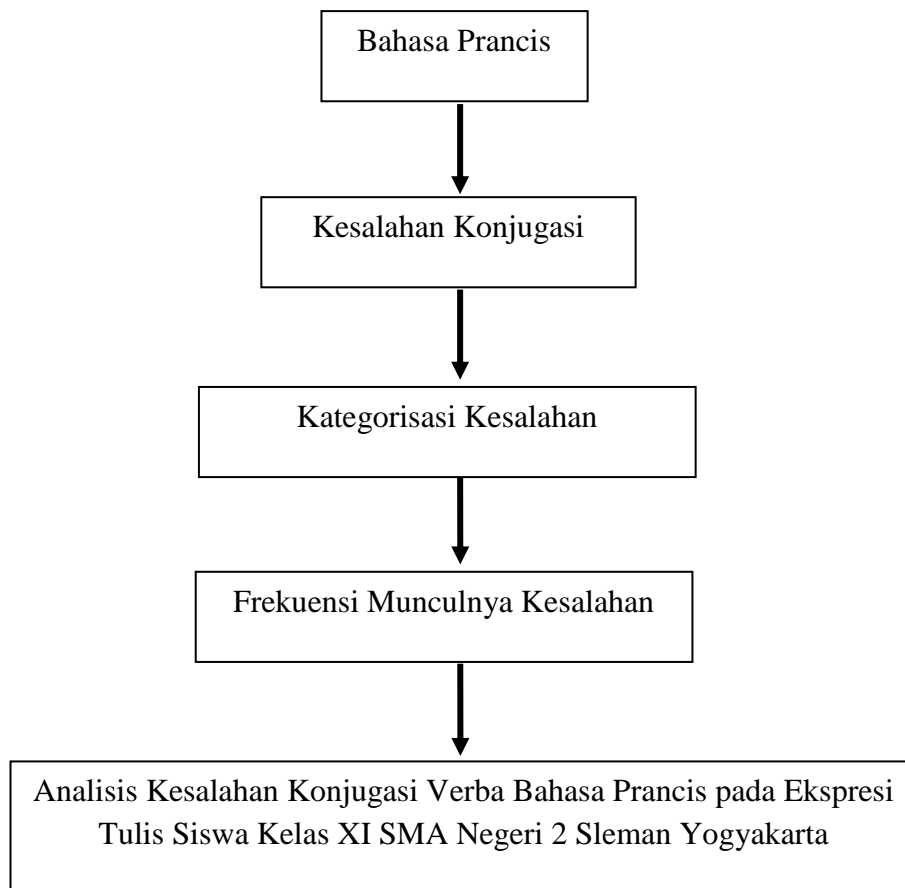 Bahasa Prancis
Kesalahan Konjugasi
Kategorisasi Kesalahan
Frekuensi Munculnya Kesalahan
Analisis Kesalahan Konjugasi Verba Bahasa Prancis pada Ekspresi
Tulis Siswa Kelas XI SMA Negeri 2 Sleman Yogyakarta